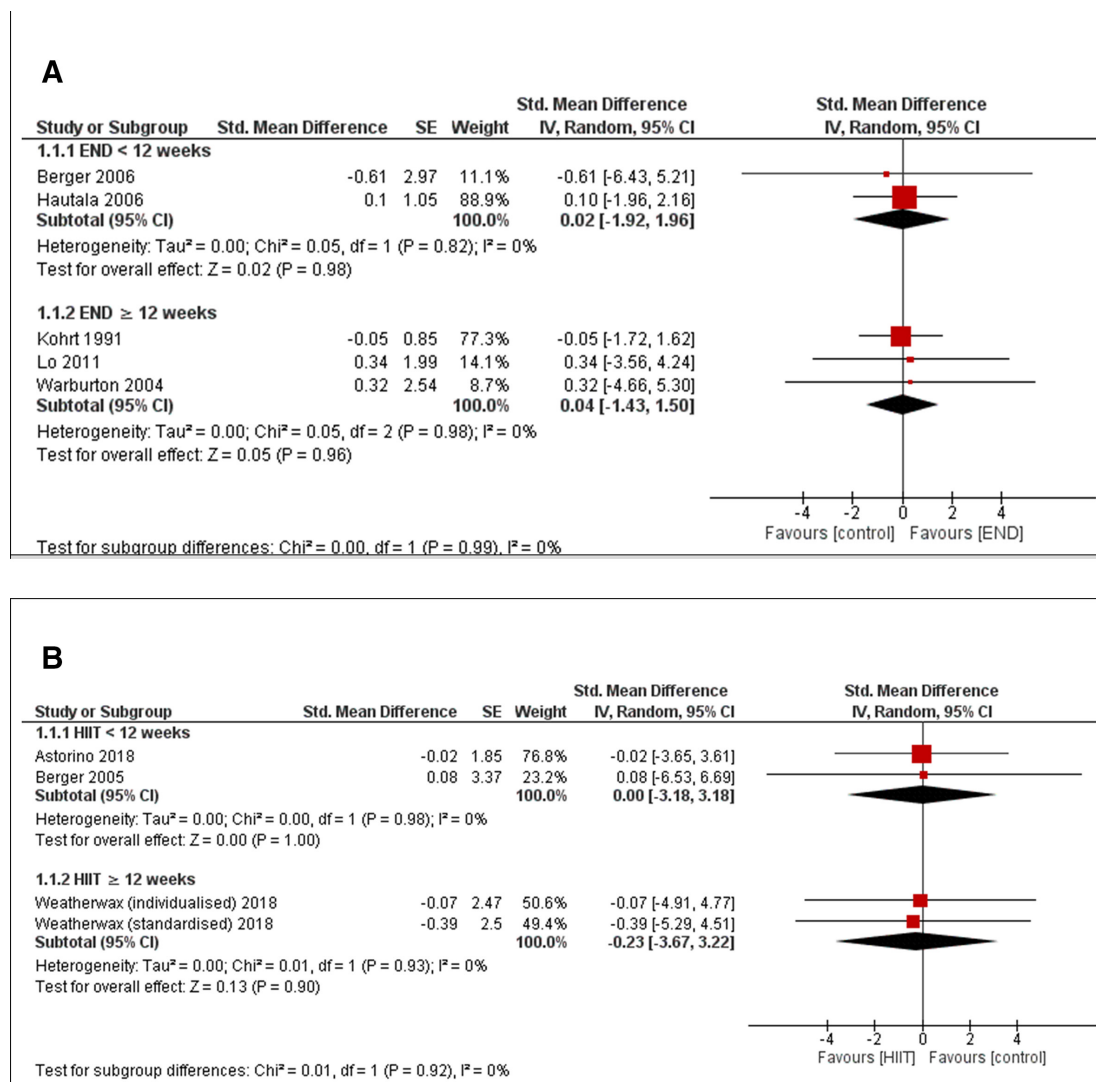 A
Std. Mean Difference Std. Mean Difference
Study or Subgroup Std. Mean Difference SE Weight IV, Random, 95% CI IV, Random, 95% CI
1.1.1 END < 12 weeks
Berger 2006 -0.61 2.97 11.1% -0.61 [-6.43, 5.21]
Hautala 2006 0.1 1.05 88.9% 0.10 [-1.96, 2.16]
Subtotal (95% CI) 100.0% 0.02 [-1.92, 1.96]
Heterogeneity: Tau² = 0.00; Chi² = 0.05, df = 1 (P = 0.82); I² = 0%
Test for overall effect: Z = 0.02 (P = 0.98)
1.1.2 END ≥ 12 weeks
Kohrt 1991 -0.05 0.85 77.3% -0.05 [-1.72, 1.62]
Lo 2011 0.34 1.99 14.1% 0.34 [-3.56, 4.24]
Warburton 2004 0.32 2.54 8.7% 0.32 [-4.66, 5.30]
Subtotal (95% CI) 100.0% 0.04 [-1.43, 1.50]
Heterogeneity: Tau² = 0.00; Chi² = 0.05, df = 2 (P = 0.98); I² = 0%
Test for overall effect: Z = 0.05 (P = 0.96)
-4 -2 0 2 4
Favours [control] Favours [END]
Test for subgroup differences: Chi² = 0.00, df = 1 (P = 0.99), I² = 0%
B
Std. Mean Difference Std. Mean Difference
Study or Subgroup Std. Mean Difference SE Weight IV, Random, 95% CI IV, Random, 95% CI
1.1.1 HIIT < 12 weeks
Astorino 2018 -0.02 1.85 76.8% -0.02 [-3.65, 3.61]
Berger 2005 0.08 3.37 23.2% 0.08 [-6.53, 6.69]
Subtotal (95% CI) 100.0% 0.00 [-3.18, 3.18]
Heterogeneity: Tau² = 0.00; Chi² = 0.00, df = 1 (P = 0.98); I² = 0%
Test for overall effect: Z = 0.00 (P = 1.00)
1.1.2 HIIT ≥ 12 weeks
Weatherwax (individualised) 2018 -0.07 2.47 50.6% -0.07 [-4.91, 4.77]
Weatherwax (standardised) 2018 -0.39 2.5 49.4% -0.39 [-5.29, 4.51]
Subtotal (95% CI) 100.0% -0.23 [-3.67, 3.22]
Heterogeneity: Tau² = 0.00; Chi² = 0.01, df = 1 (P = 0.93); I² = 0%
Test for overall effect: Z = 0.13 (P = 0.90)
-4 -2 0 2 4
Favours [HIIT] Favours [control]
Test for subgroup differences: Chi² = 0.01, df = 1 (P = 0.92), I² = 0%